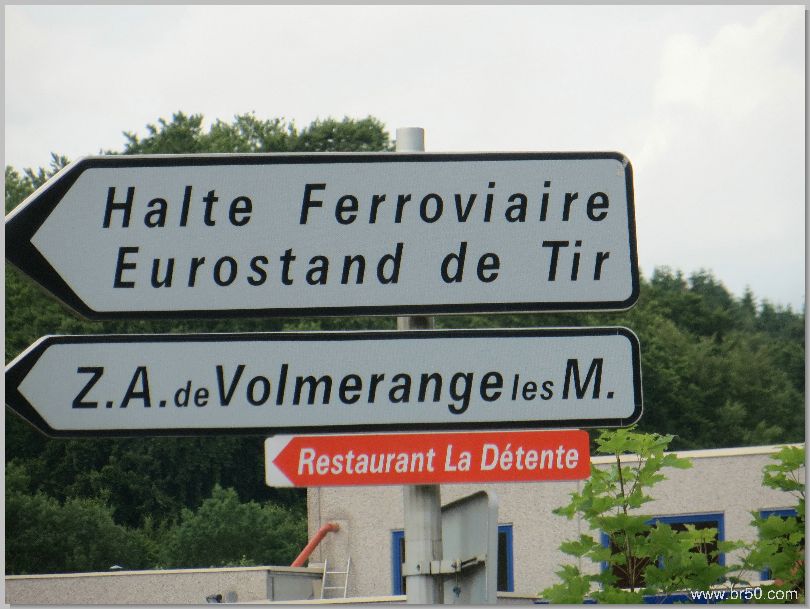 Halte Ferroviaire
Eurostand de Tir
Z.A. de Volmerange les M.
Restaurant La Détente
www.br50.com